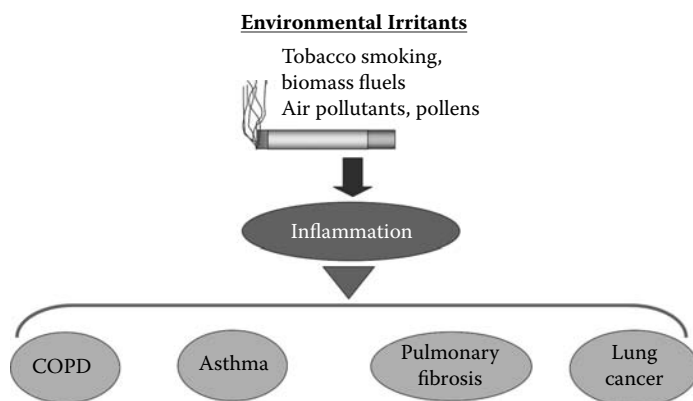 Environmental Irritants
Tobacco smoking,
biomass fluels
Air pollutants, pollens
Inflammation
COPD
Asthma
Pulmonary
fibrosis
Lung
cancer